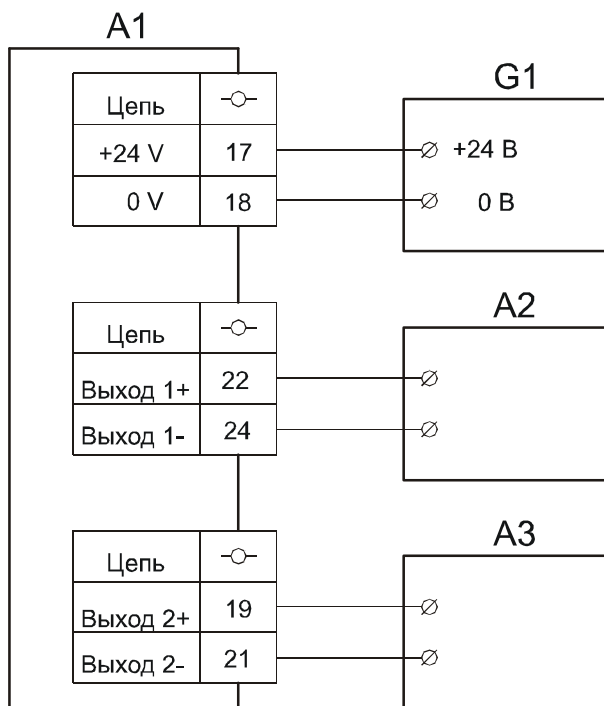 A1
G1
Цепь
+24 V 17
+24 В
0 V 18
0 В
A2
Цепь
Выход 1+ 22
Выход 1- 24
A3
Цепь
Выход 2+ 19
Выход 2- 21